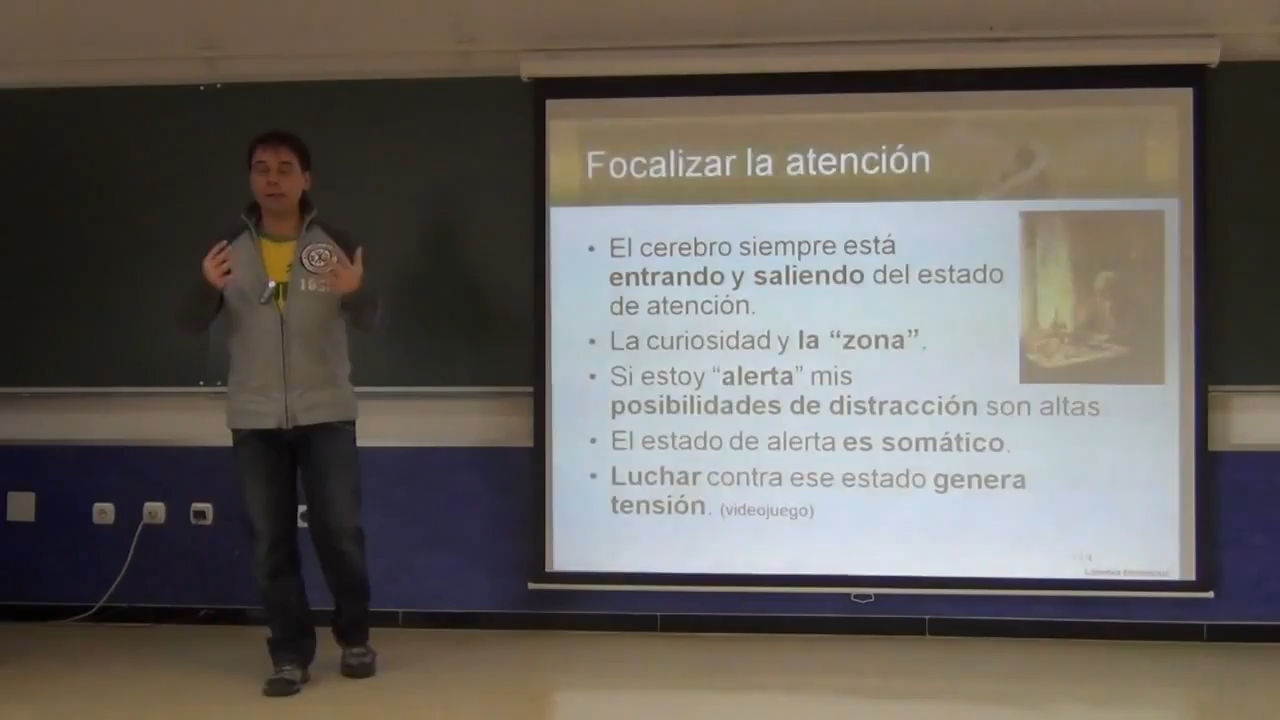 Focalizar la atención
• El cerebro siempre está
entrando y saliendo del estado
de atención.
• La curiosidad y la “zona”.
• Si estoy “alerta” mis
posibilidades de distracción son altas
• El estado de alerta es somático.
• Luchar contra ese estado genera
tensión. (videojuego)